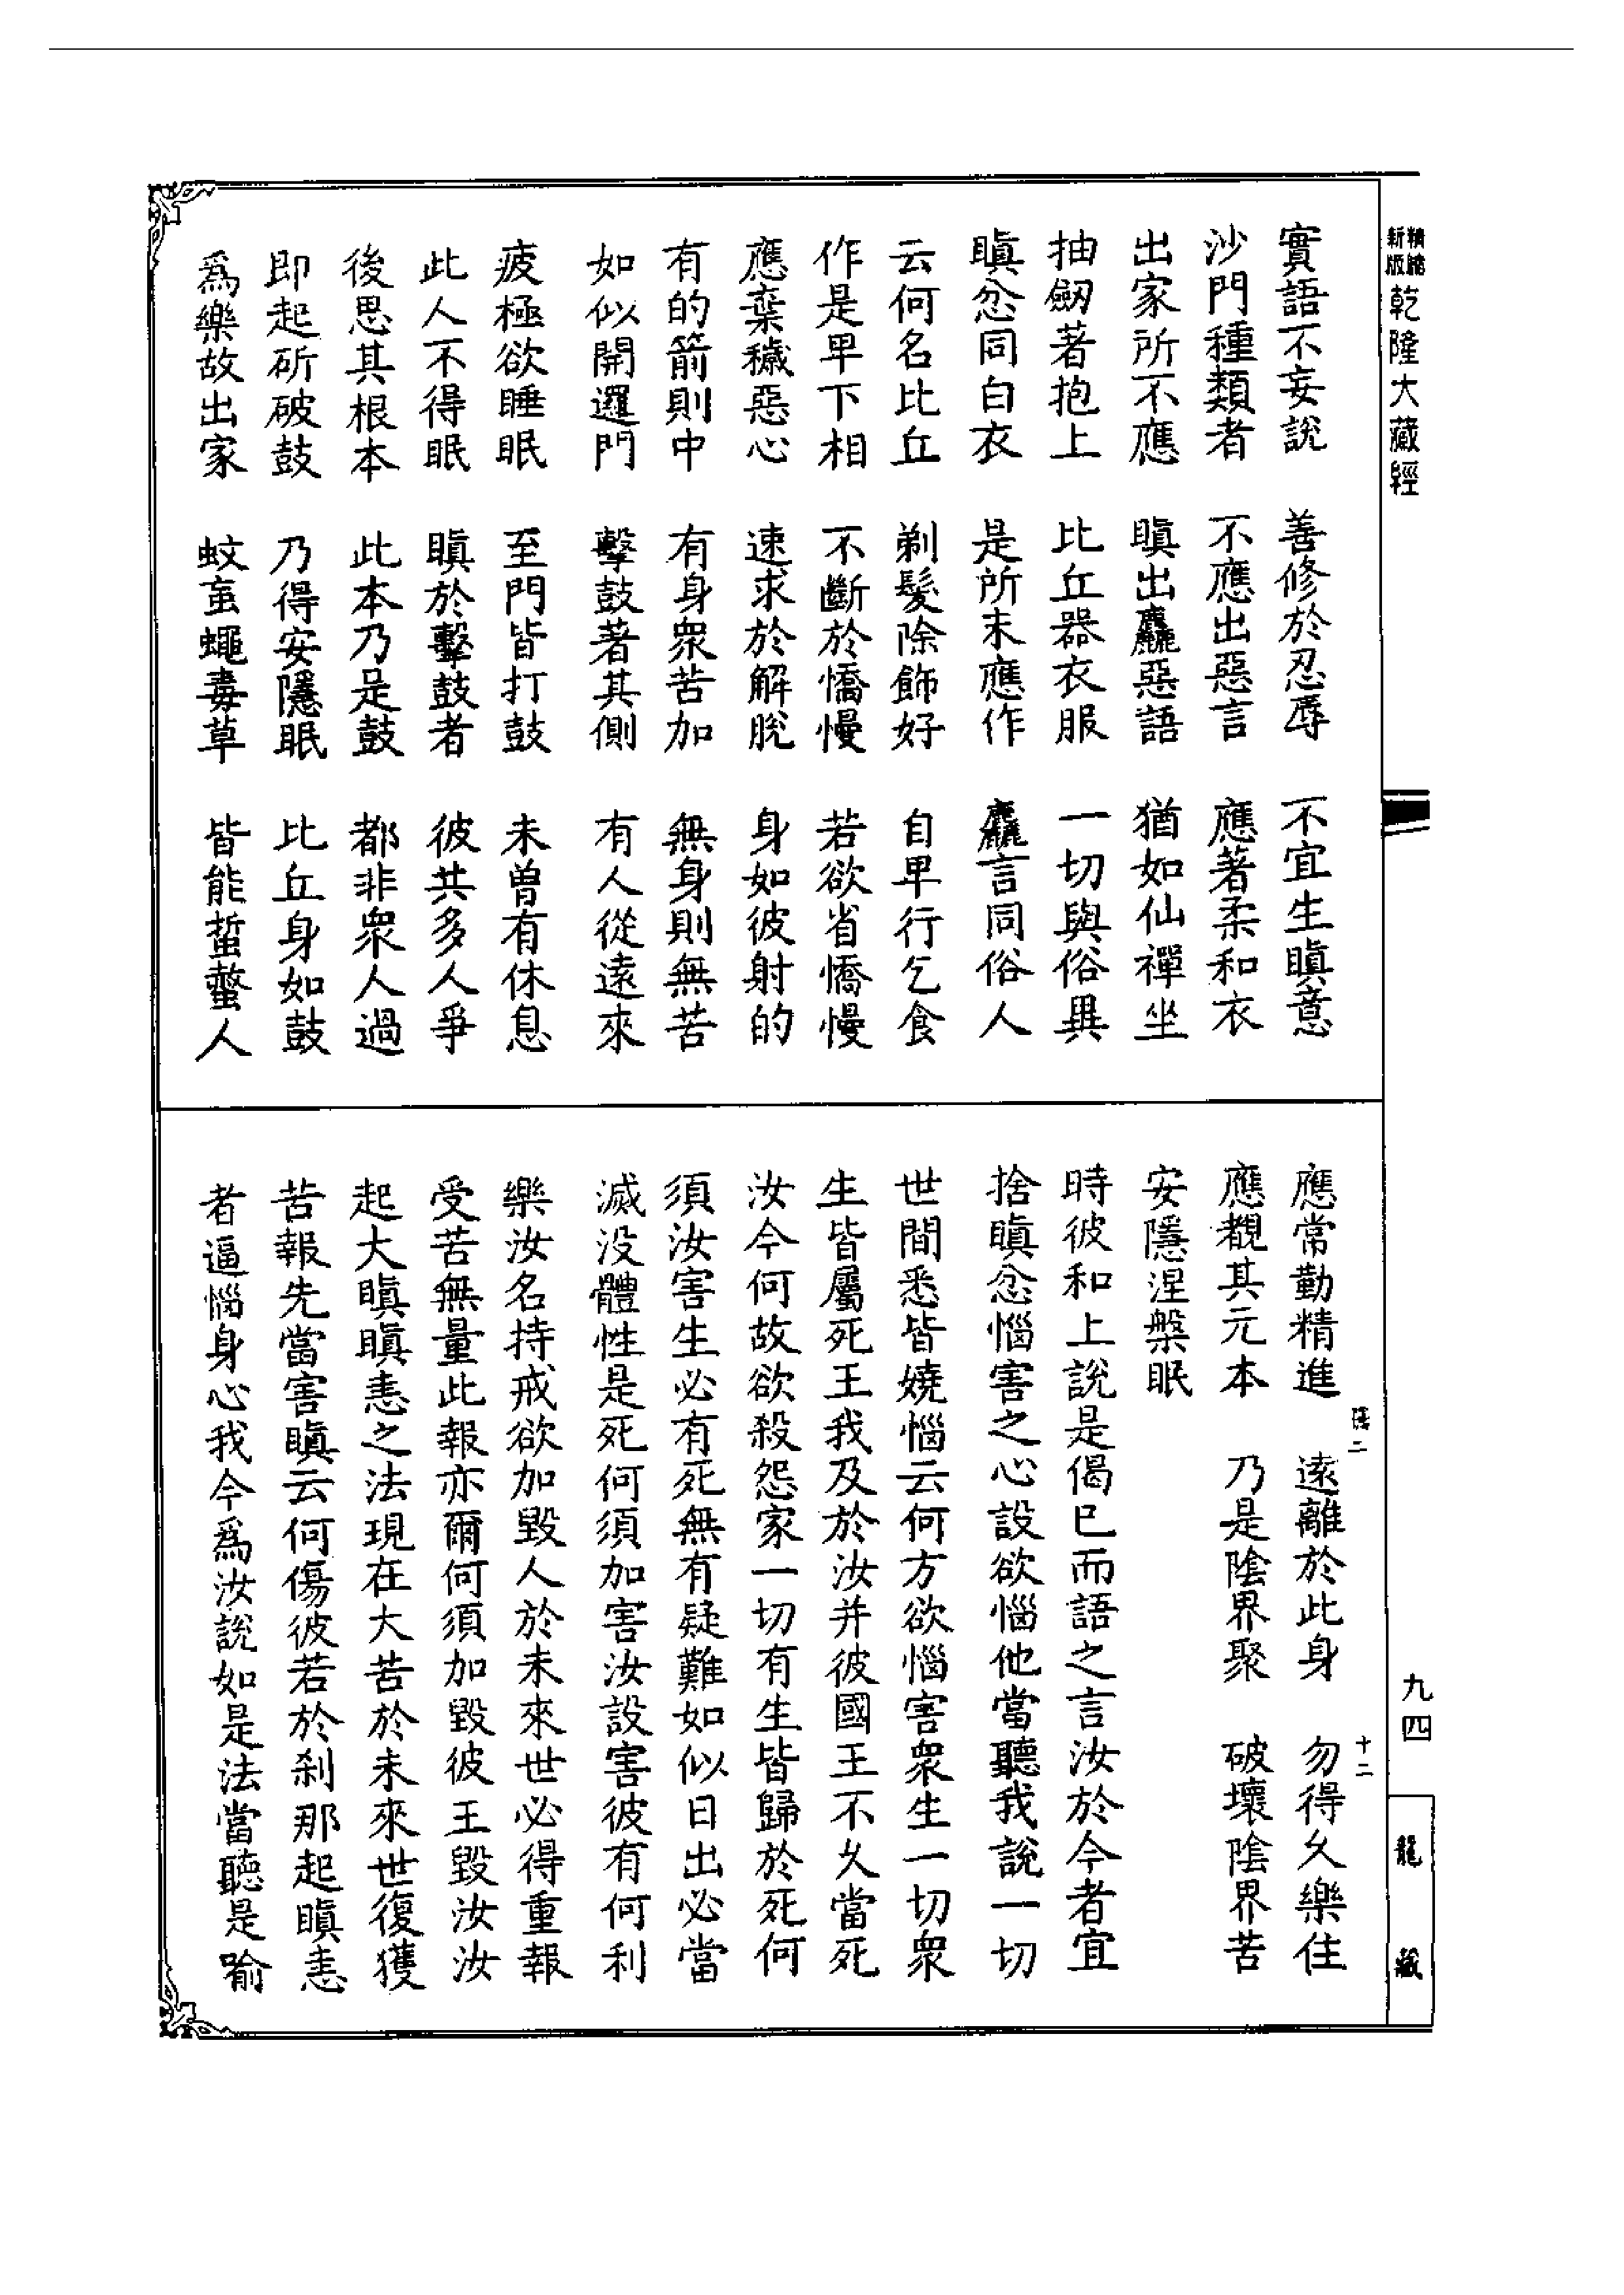 精縮
新版
乾隆大藏經
實語不妄說　善修於忍辱　不宜生瞋意
沙門種類者　不應出惡言　應著柔和衣
出家所不應　瞋出麤惡語　猶如仙禪坐
抽劒著抱上　比丘器衣服　一切與俗異
瞋忿同白衣　是所未應作　麤言同俗人
云何名比丘　剃髮除飾好　自卑行乞食
作是卑下相　不斷於憍慢　若欲省憍慢
應棄穢惡心　速求於解脫　身如彼射的
有的箭則中　有身衆苦加　無身則無苦
如似開邏門　擊鼓著其側　有人從遠來
疲極欲睡眠　至門皆打鼓　未曾有休息
此人不得眠　瞋於擊鼓者　彼共多人爭
後思其根本　此本乃是鼓　都非衆人過
即起斫破鼓　乃得安隱眠　比丘身如鼓
爲樂故出家　蚊䖟蠅毒草　皆能蜇螫人
應常勤精進　遠離於此身　勿得久樂住
應觀其元本　乃是陰界聚　破壞陰界苦
安隱涅槃眠
時彼和上說是偈已而語之言汝於今者宜
捨瞋忿惱害之心設欲惱他當聽我說一切
世間悉皆嬈惱云何方欲惱害衆生一切衆
生皆屬死王我及於汝并彼國王不久當死
汝今何故欲殺怨家一切有生皆歸於死何
須汝害生必有死無有疑難如似日出必當
滅没體性是死何須加害汝設害彼有何利
樂汝名持戒欲加毀人於未來世必得重報
受苦無量此報亦爾何須加毀彼王毀汝汝
起大瞋瞋恚之法現在大苦於未來世復獲
苦報先當害瞋云何傷彼若於刹那起瞋恚
者逼惱身心我今爲汝說如是法當聽是喻
二
十二
九四
龍藏